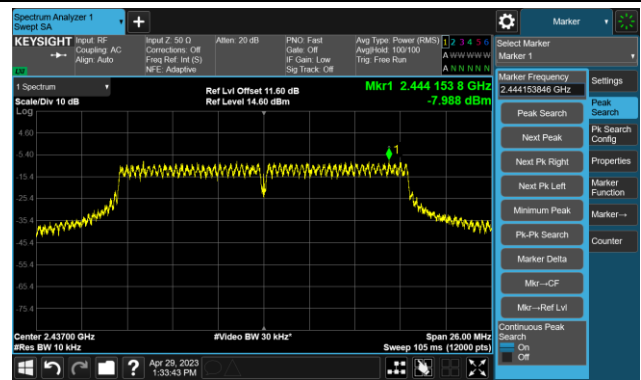 Spectrum Analyzer 1
Swept SA
Marker
KEYSIGHT
Input: RF
Coupling: AC
Align: Auto
Input Z: 50 Ω
Corrections: Off
Freq Ref: Int (S)
NFE: Adaptive
Atten: 20 dB
PNO: Fast
Gate: Off
IF Gain: Low
Sig Track: Off
Avg Type: Power (RMS)
Avg|Hold: 100/100
Trig: Free Run
1 2 3 4 5 6
A W W W W W
A N N N N N
LU
1 Spectrum
Scale/Div 10 dB
Log
Ref Lvl Offset 11.60 dB
Ref Level 14.60 dBm
Mkr1 2.444 153 8 GHz
-7.988 dBm
4.60
-5.40
-15.4
-25.4
-35.4
-45.4
-55.4
-65.4
-75.4
1
Center 2.43700 GHz
#Res BW 10 kHz
#Video BW 30 kHz*
Span 26.00 MHz
Sweep 105 ms (12000 pts)
Apr 29, 2023
1:33:43 PM
Select Marker
Marker 1
Marker Frequency
2.444153846 GHz
Peak Search
Next Peak
Next Pk Right
Next Pk Left
Minimum Peak
Pk-Pk Search
Marker Delta
Mkr→CF
Mkr→Ref Lvl
Continuous Peak
Search
On
Off
Settings
Peak
Search
Pk Search
Config
Properties
Marker
Function
Marker→
Counter